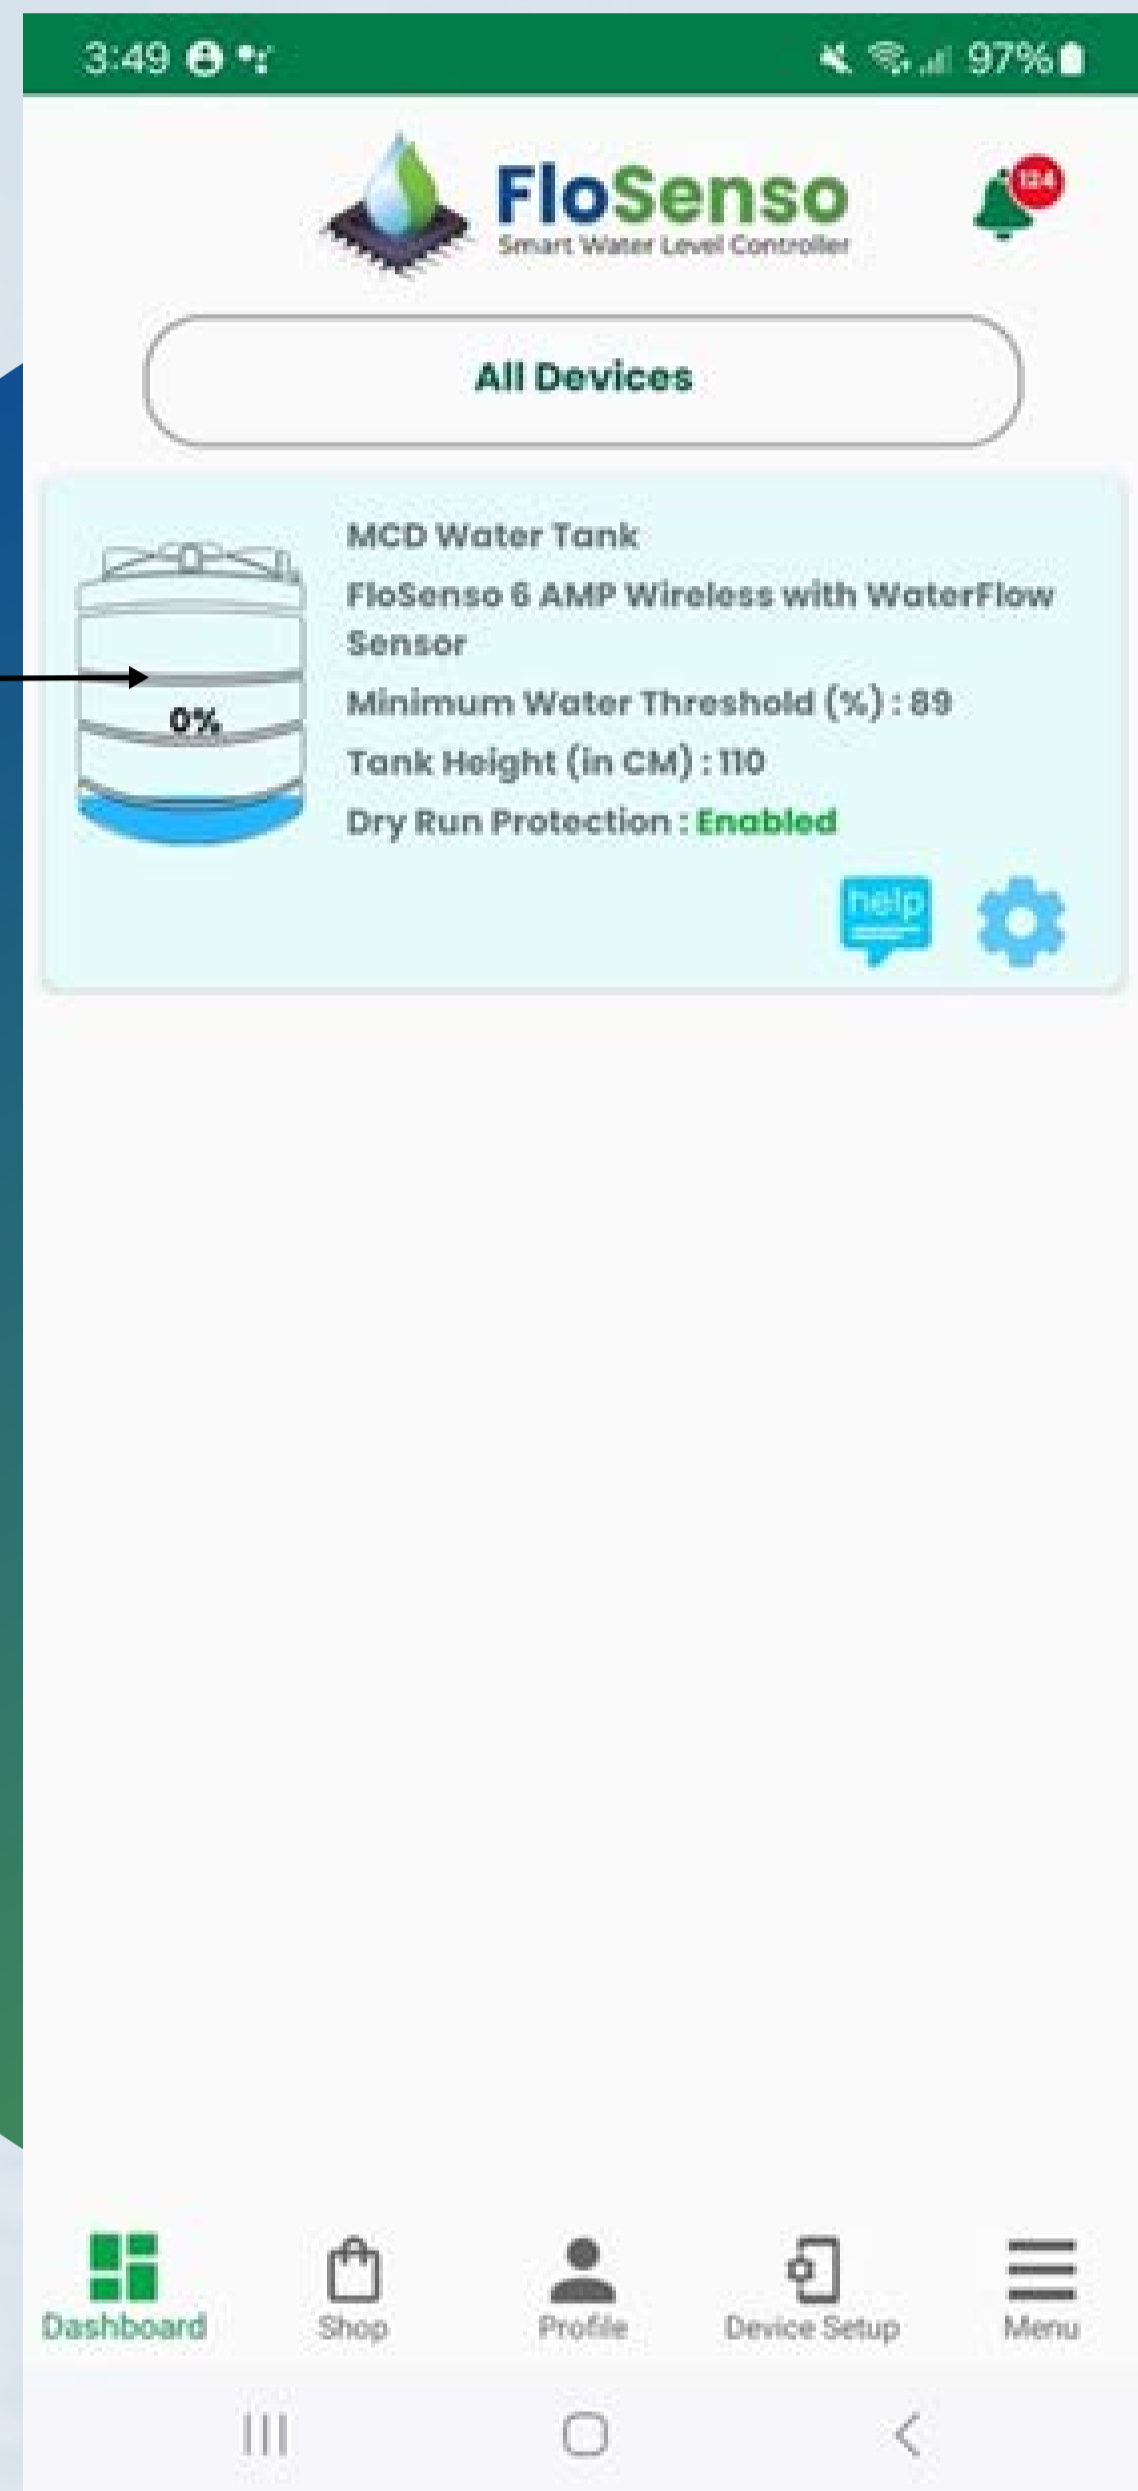 3:49
97%
FloSenso
Smart Water Level Controller
124
All Devices
MCD Water Tank
FloSenso 6 AMP Wireless with WaterFlow
Sensor
Minimum Water Threshold (%) : 89
0%
Tank Height (in CM) : 110
Dry Run Protection : Enabled
help
Dashboard
Shop
Profile
Device Setup
Menu